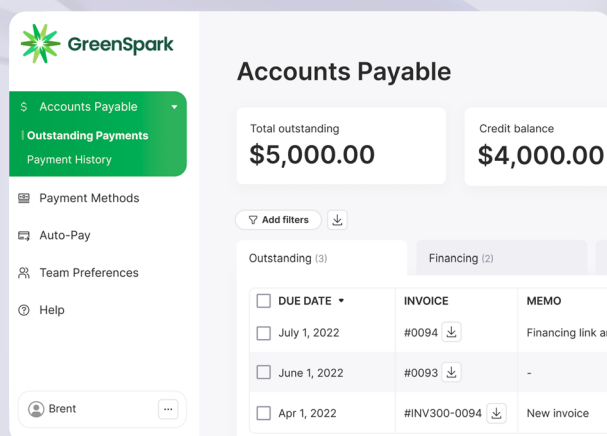 GreenSpark
$ Accounts Payable
Outstanding Payments
Payment History
Payment Methods
Auto-Pay
Team Preferences
Help
Brent
Accounts Payable
Total outstanding
$5,000.00
Credit balance
$4,000.00
Add filters
Outstanding (3)
Financing (2)
DUE DATE INVOICE MEMO
July 1, 2022 #0094 Financing link
June 1, 2022 #0093 -
Apr 1, 2022 #INV300-0094 New invoice